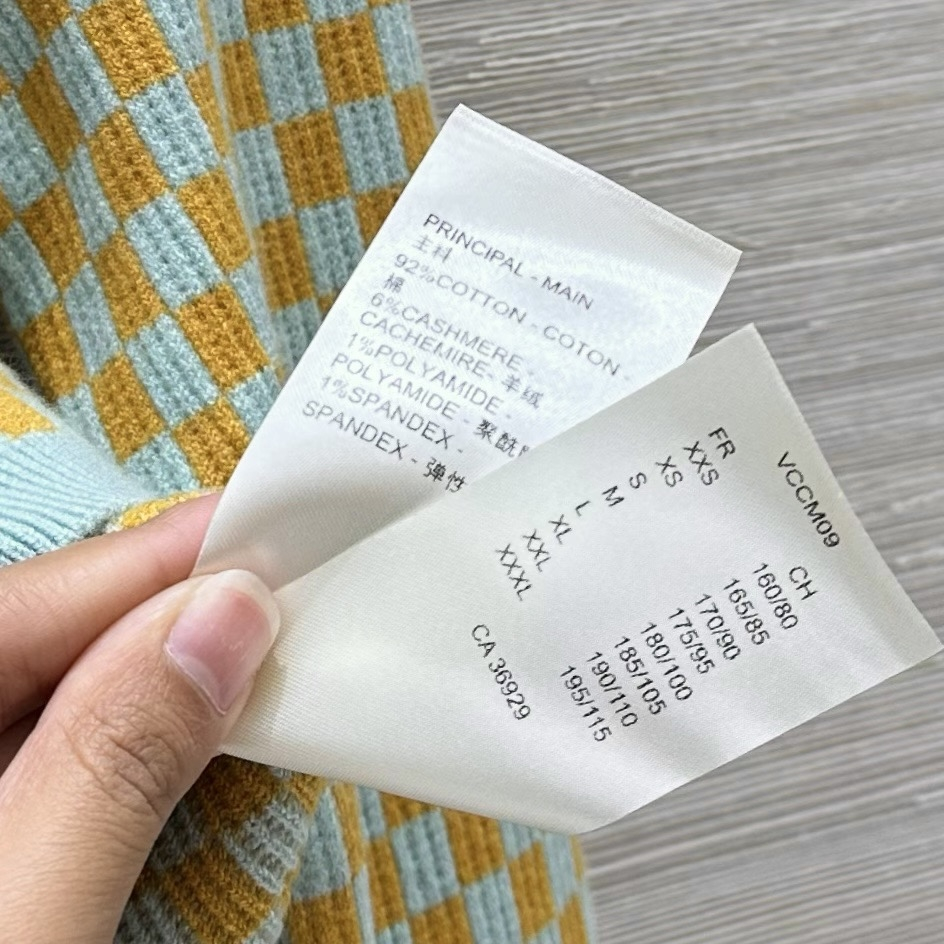 PRINCIPAL - MAIN
主料
92%COTTON - COTON -
棉
6%CASHMERE -
CACHEMIRE- 羊绒
1%POLYAMIDE -
POLYAMIDE - 聚酰
1%SPANDEX -
SPANDEX - 弹性
VCCM09
FR CH
XXS 160/80
XS 165/85
S 170/90
M 175/95
L 180/100
XL 185/105
XXL 190/110
XXXL 195/115
CA 36929